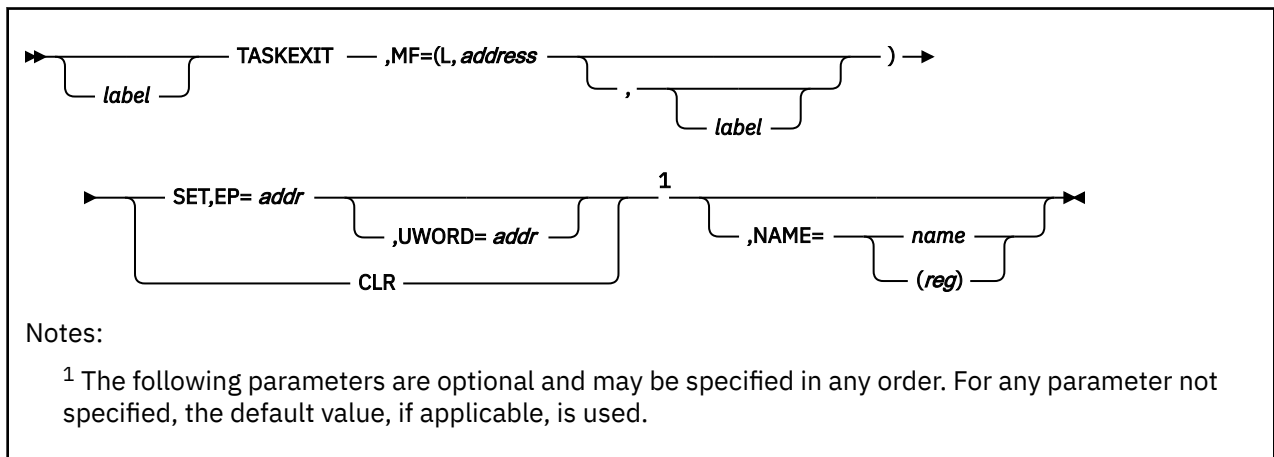 TASKEXIT ,MF=(L, address )
label ,
label
1
SET,EP= addr
,UWORD= addr ,NAME= name
CLR (reg)
Notes:
1 The following parameters are optional and may be specified in any order. For any parameter not
specified, the default value, if applicable, is used.